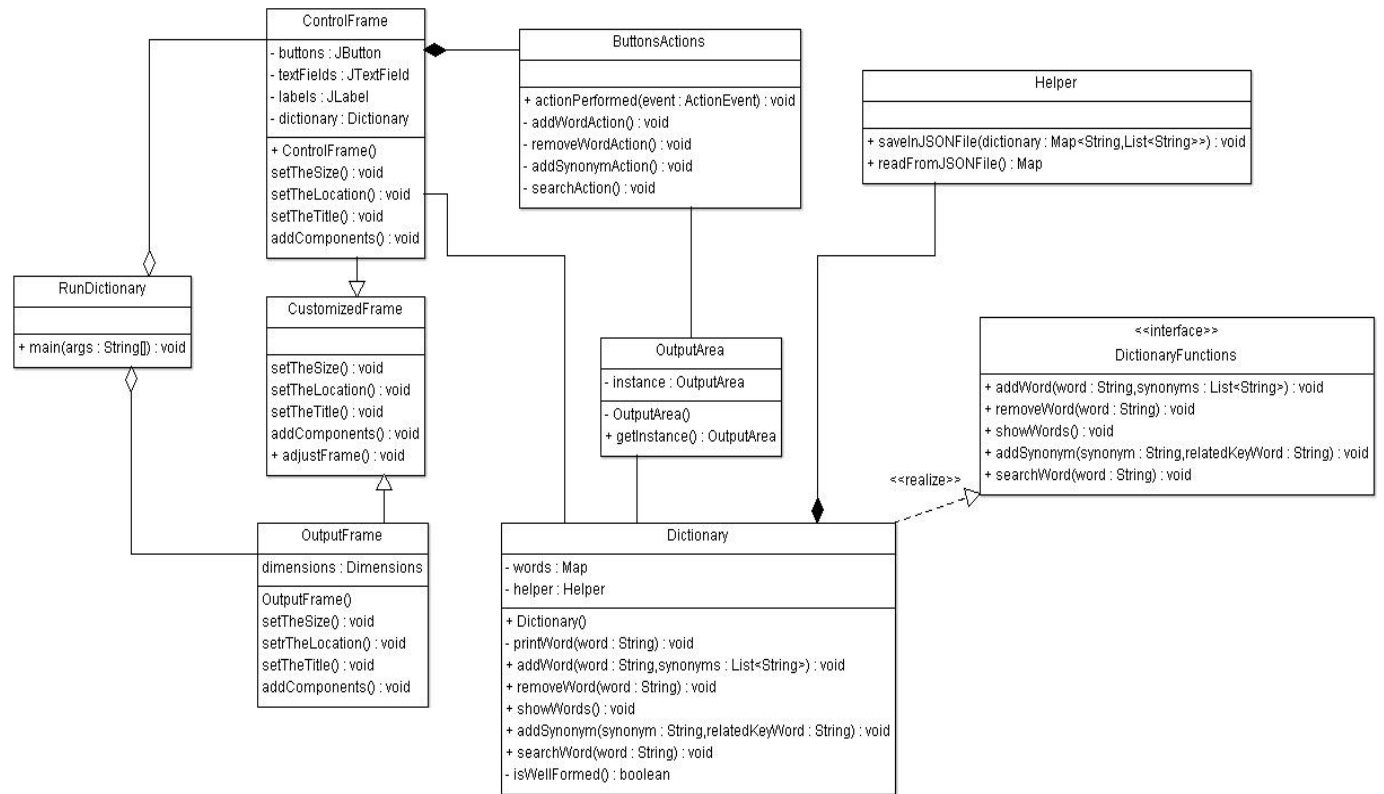 ControlFrame
- buttons : JButton
- textFields : JTextField
- labels : JLabel
- dictionary : Dictionary
+ ControlFrame()
setTheSize() : void
setTheLocation() : void
setTheTitle() : void
addComponents() : void
ButtonsActions
+ actionPerformed(event : ActionEvent) : void
- addWordAction() : void
- removeWordAction() : void
- addSynonymAction() : void
- searchAction() : void
Helper
+ saveInJSONFile(dictionary : Map<String,List<String>>) : void
+ readFromJSONFile() : Map
RunDictionary
+ main(args : String[]) : void
CustomizedFrame
setTheSize() : void
setTheLocation() : void
setTheTitle() : void
addComponents() : void
+ adjustFrame() : void
OutputArea
- instance : OutputArea
- OutputArea()
+ getInstance() : OutputArea
<<interface>>
DictionaryFunctions
+ addWord(word : String,synonyms : List<String>) : void
+ removeWord(word : String) : void
+ showWords() : void
+ addSynonym(synonym : String,relatedKeyWord : String) : void
+ searchWord(word : String) : void
<<realize>>
OutputFrame
dimensions : Dimensions
OutputFrame()
setTheSize() : void
setrTheLocation() : void
setTheTitle() : void
addComponents() : void
Dictionary
- words : Map
- helper : Helper
+ Dictionary()
- printWord(word : String) : void
+ addWord(word : String,synonyms : List<String>) : void
+ removeWord(word : String) : void
+ showWords() : void
+ addSynonym(synonym : String,relatedKeyWord : String) : void
+ searchWord(word : String) : void
- isWellFormed() : boolean